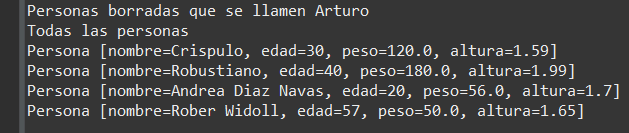 Personas borradas que se llamen Arturo
Todas las personas
Persona [nombre=Crispulo, edad=30, peso=120.0, altura=1.59]
Persona [nombre=Robustiano, edad=40, peso=180.0, altura=1.99]
Persona [nombre=Andrea Diaz Navas, edad=20, peso=56.0, altura=1.7]
Persona [nombre=Rober Widoll, edad=57, peso=50.0, altura=1.65]